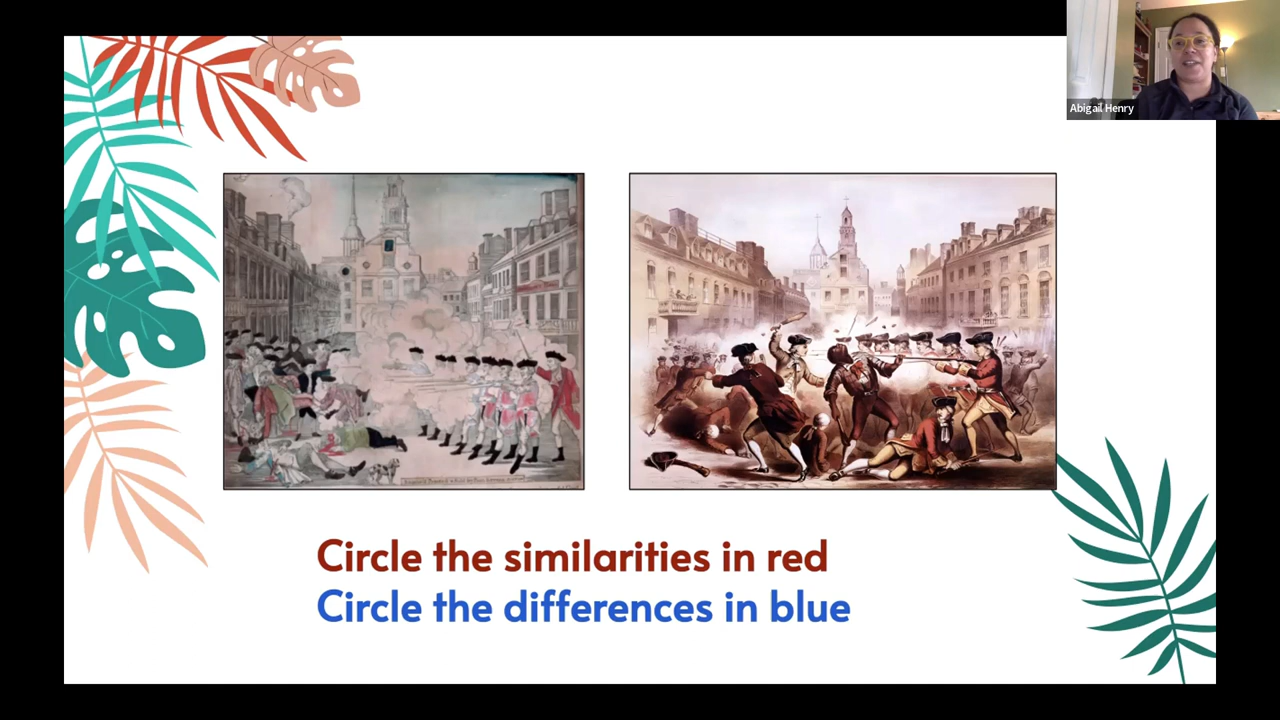 Abigail Henry
Circle the similarities in red
Circle the differences in blue